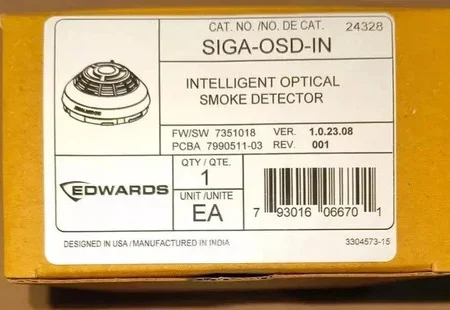 CAT. NO. /NO. DE CAT. 24328
SIGA-OSD-IN
INTELLIGENT OPTICAL
SMOKE DETECTOR
FW/SW 7351018 VER. 1.0.23.08
PCBA 7990511-03 REV. 001
EDWARDS
QTY / QTE.
1
UNIT /UNITE
EA
7 93016 06670 1
DESIGNED IN USA / MANUFACTURED IN INDIA 3304573-15